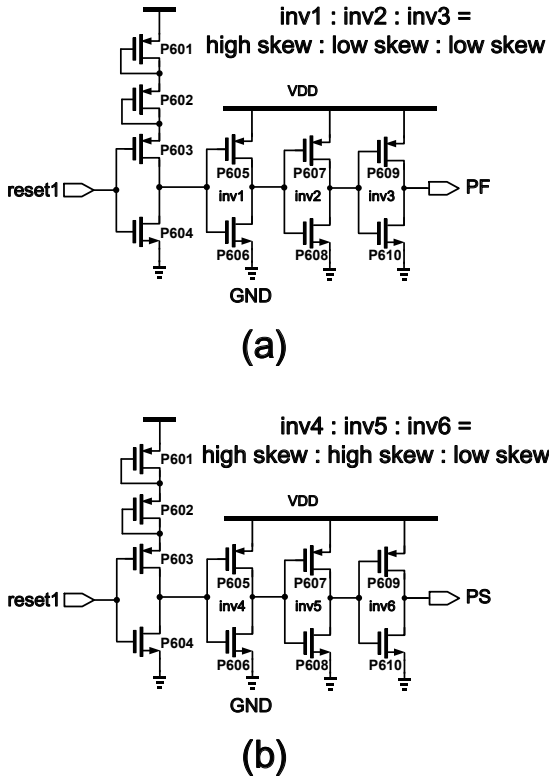 inv1 : inv2 : inv3 =
high skew : low skew : low skew
P601
P602
VDD
P603
P605
P607
P609
reset1
inv1
inv2
inv3
PF
P604
P606
P608
P610
GND
(a)
inv4 : inv5 : inv6 =
high skew : high skew : low skew
P601
P602
VDD
P603
P605
P607
P609
reset1
inv4
inv5
inv6
PS
P604
P606
P608
P610
GND
(b)